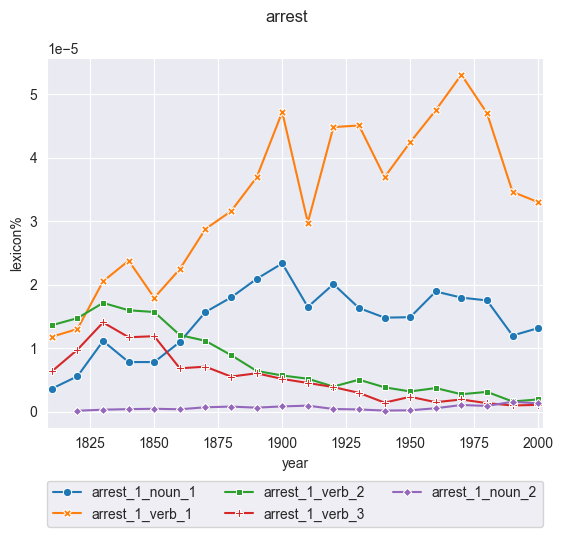 arrest
1e−5
5
4
3
2
1
0
lexicon%
1825 1850 1875 1900 1925 1950 1975 2000
year
arrest_1_noun_1 arrest_1_verb_2 arrest_1_noun_2
arrest_1_verb_1 arrest_1_verb_3